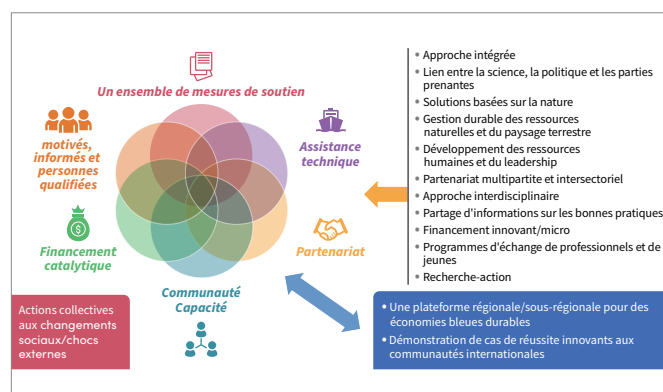 Un ensemble de mesures de soutien
motivés,
informés et
personnes
qualifiées
Assistance
technique
Financement
catalytique
Partenariat
Communauté
Capacité
Actions collectives
aux changements
sociaux/chocs
externes
• Approche intégrée
• Lien entre la science, la politique et les parties
prenantes
• Solutions basées sur la nature
• Gestion durable des ressources
naturelles et du paysage terrestre
• Développement des ressources
humaines et du leadership
• Partenariat multipartite et intersectoriel
• Approche interdisciplinaire
• Partage d'informations sur les bonnes pratiques
• Financement innovant/micro
• Programmes d'échange de professionnels et de
jeunes
• Recherche-action
• Une plateforme régionale/sous-régionale pour des
économies bleues durables
• Démonstration de cas de réussite innovants aux
communautés internationales